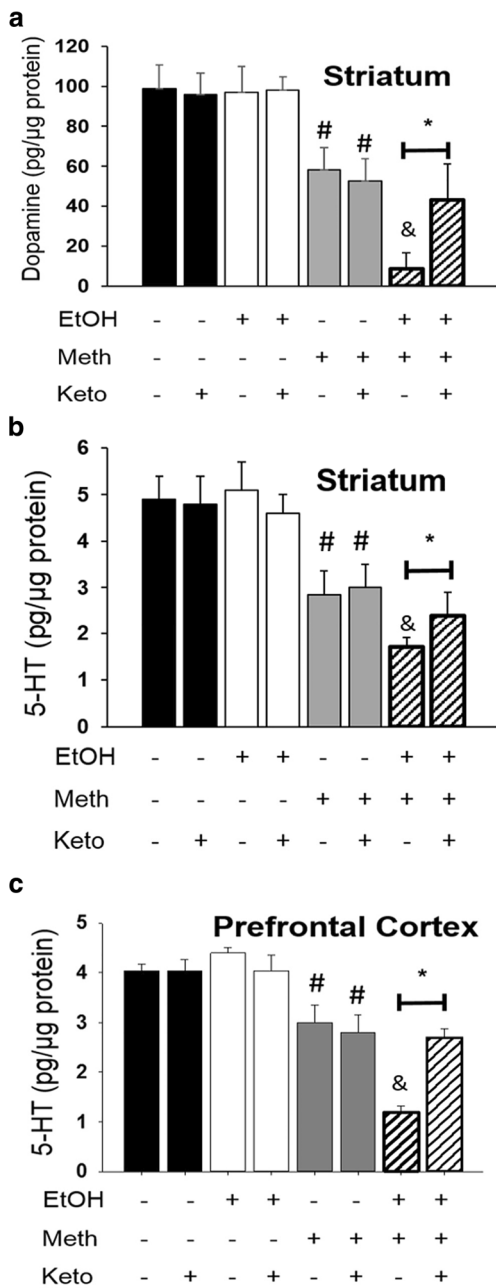 a
Striatum
Dopamine (pg/µg protein)
120
100
80
60
40
20
0
# # & *
EtOH - - + + - - + +
Meth - - - - + + + +
Keto - + - + - + - +
b
Striatum
5-HT (pg/µg protein)
6
5
4
3
2
1
0
# # & *
EtOH - - + + - - + +
Meth - - - - + + + +
Keto - + - + - + - +
c
Prefrontal Cortex
5-HT (pg/µg protein)
5
4
3
2
1
0
# # & *
EtOH - - + + - - + +
Meth - - - - + + + +
Keto - + - + - + - +